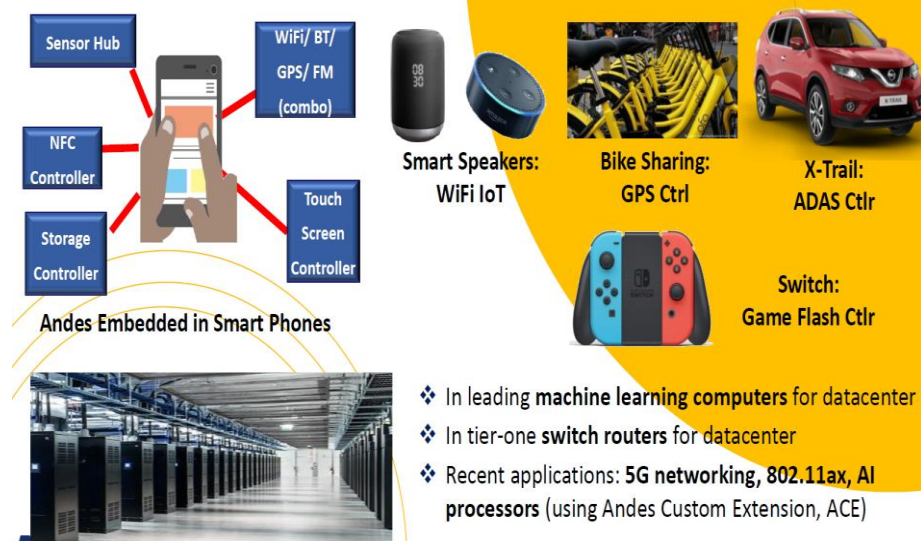 Sensor Hub
WiFi/ BT/
GPS/ FM
(combo)
NFC
Controller
Storage
Controller
Touch
Screen
Controller
Andes Embedded in Smart Phones
Smart Speakers:
WiFi IoT
Bike Sharing:
GPS Ctrl
X-TRAIL
X-Trail:
ADAS Ctlr
SWITCH
Switch:
Game Flash Ctlr
❖ In leading machine learning computers for datacenter
❖ In tier-one switch routers for datacenter
❖ Recent applications: 5G networking, 802.11ax, AI
processors (using Andes Custom Extension, ACE)